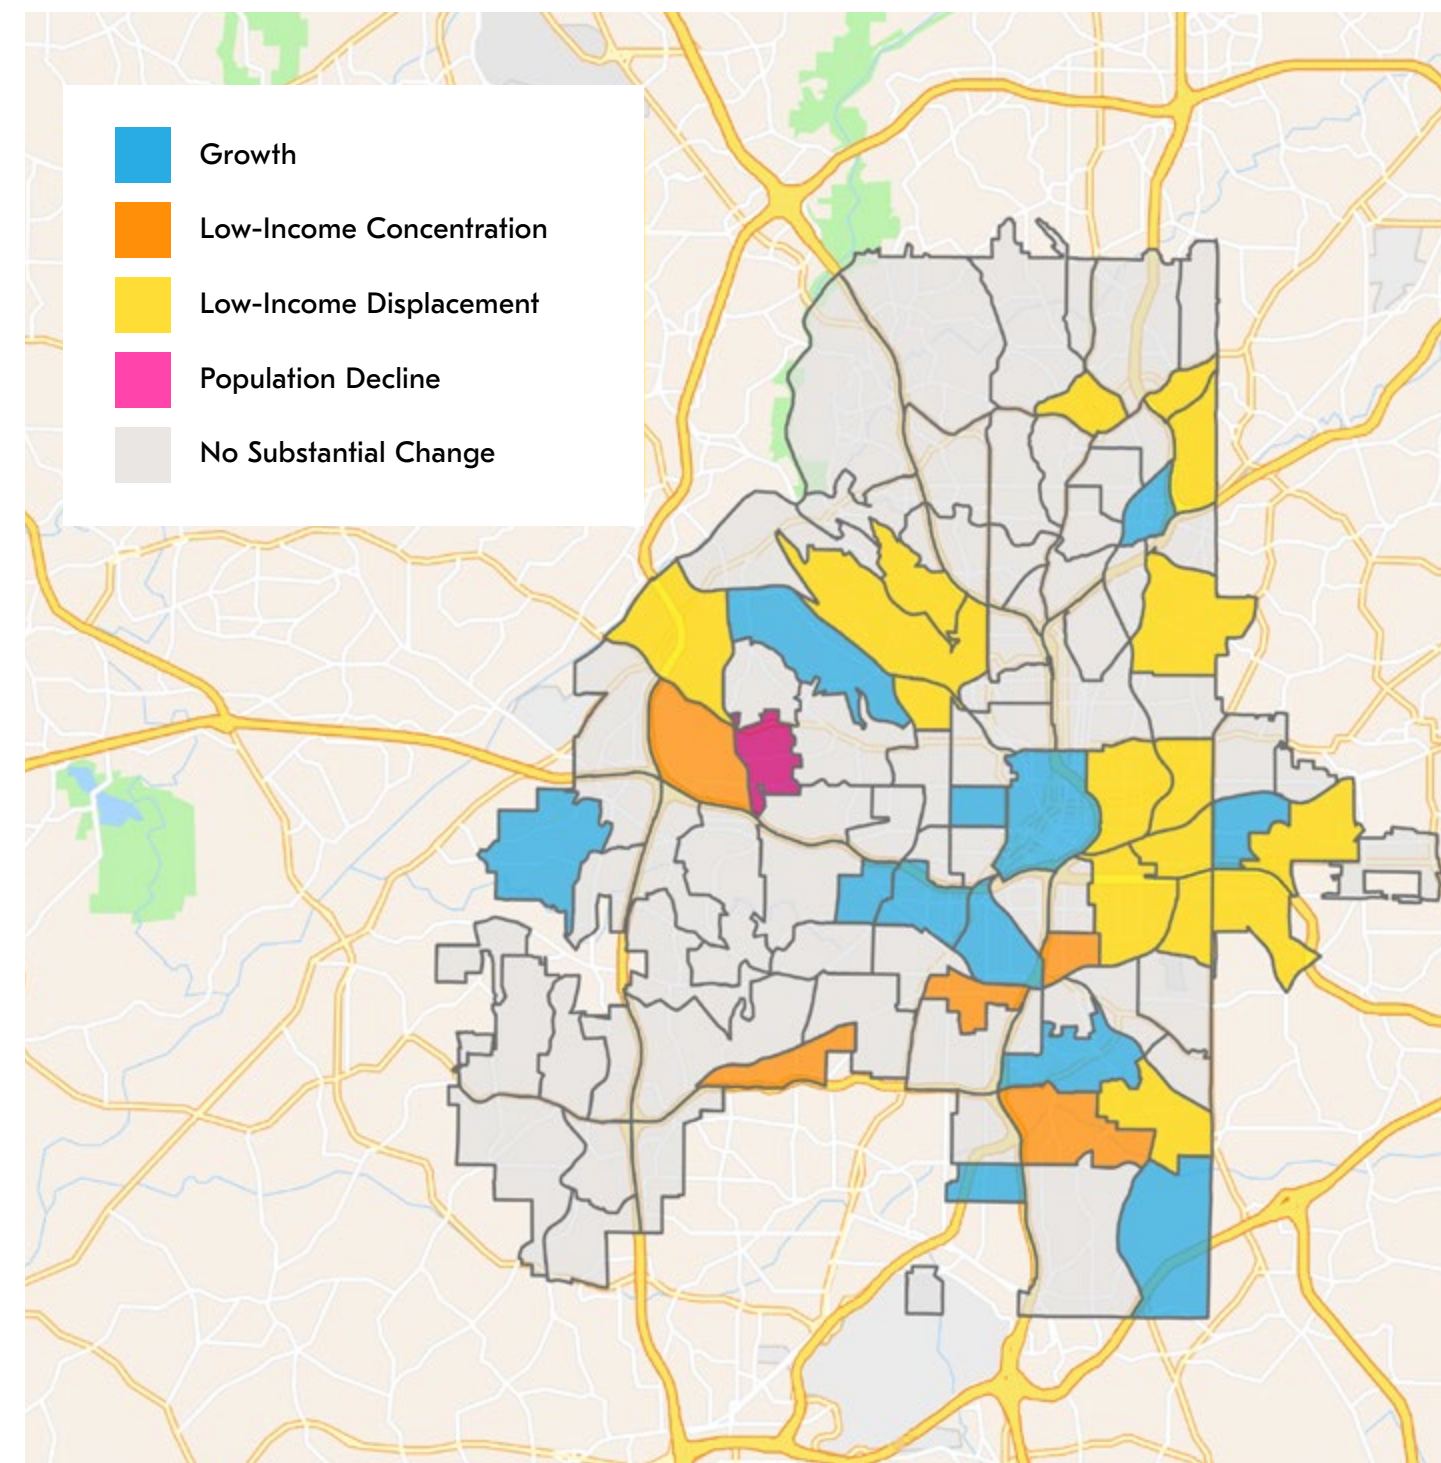 Growth
Low-Income Concentration
Low-Income Displacement
Population Decline
No Substantial Change